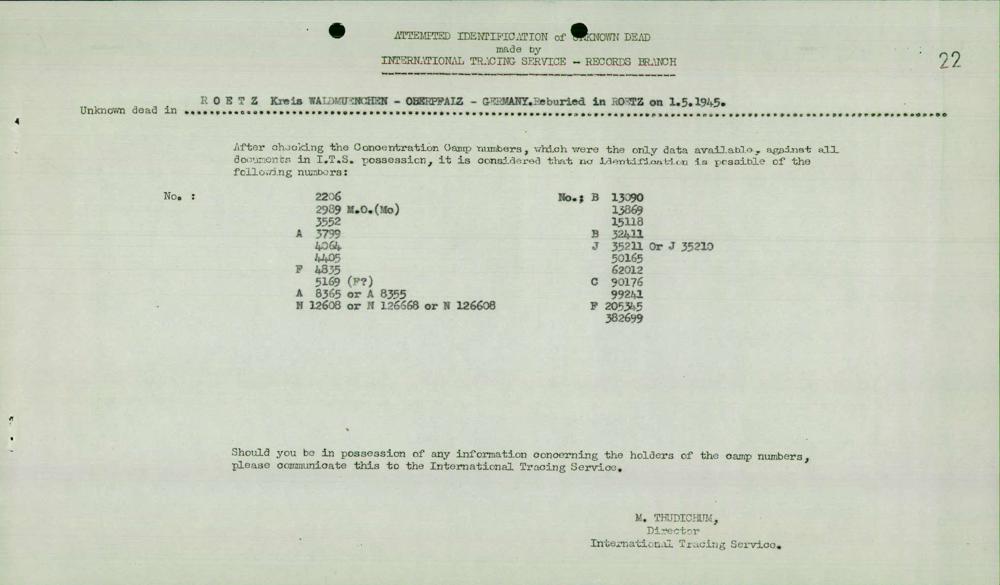 ATTEMPTED IDENTIFICATION of UNKNOWN DEAD
made by
INTERNATIONAL TRACING SERVICE - RECORDS BRANCH
22
Unknown dead in ..R O E T Z Kreis WALDMUENCHEN - OBERPFALZ - GERMANY.Reburied in ROETZ on 1.5.1945.
After checking the Concentration Camp numbers, which were the only data available, against all
documents in I.T.S. possession, it is considered that no identification is possible of the
following numbers:
No. : 2206
2989 M.O.(Mo)
3552
A 3799
4064
4405
F 4835
5169 (F?)
A 8365 or A 8355
N 12608 or N 126668 or N 126608
No.: B 13090
13869
15118
B 32411
J 35211 Or J 35210
50165
62012
C 90176
99241
F 205345
382699
Should you be in possession of any information concerning the holders of the camp numbers,
please communicate this to the International Tracing Service.
M. THUDICHUM,
Director
International Tracing Service.